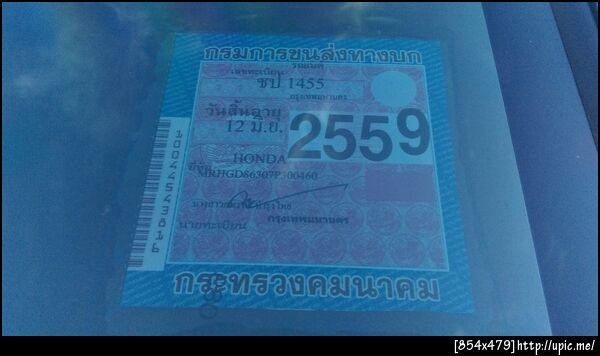 กรมการขนส่งทางบก
รถยนต์
เลขทะเบียน
ชป 1455
กรุงเทพมหานคร
วันสิ้นอายุ
12 มิ.ย. 2559
HONDA
ยี่ห้อ
MRHGD86307P300460
กรุงเทพมหานคร
นายทะเบียน
กระทรวงคมนาคม
[854x479]http://upic.me/